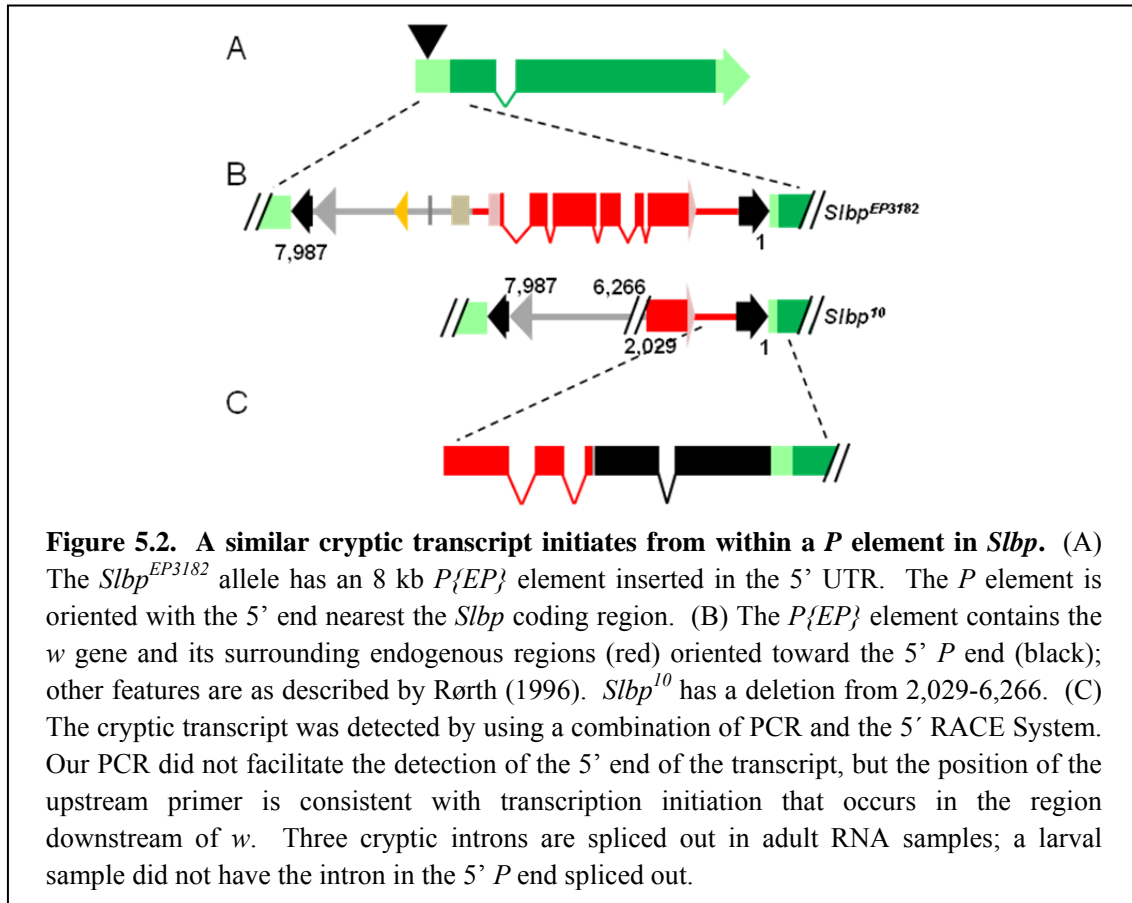 A
B
Slbp^EP3182
7,987
1
7,987
6,266
Slbp^10
2,029
1
C
Figure 5.2. A similar cryptic transcript initiates from within a P element in Slbp. (A)
The Slbp^EP3182 allele has an 8 kb P{EP} element inserted in the 5’ UTR. The P element is
oriented with the 5’ end nearest the Slbp coding region. (B) The P{EP} element contains the
w gene and its surrounding endogenous regions (red) oriented toward the 5’ P end (black);
other features are as described by Rørth (1996). Slbp^10 has a deletion from 2,029-6,266. (C)
The cryptic transcript was detected by using a combination of PCR and the 5´ RACE System.
Our PCR did not facilitate the detection of the 5’ end of the transcript, but the position of the
upstream primer is consistent with transcription initiation that occurs in the region
downstream of w. Three cryptic introns are spliced out in adult RNA samples; a larval
sample did not have the intron in the 5’ P end spliced out.